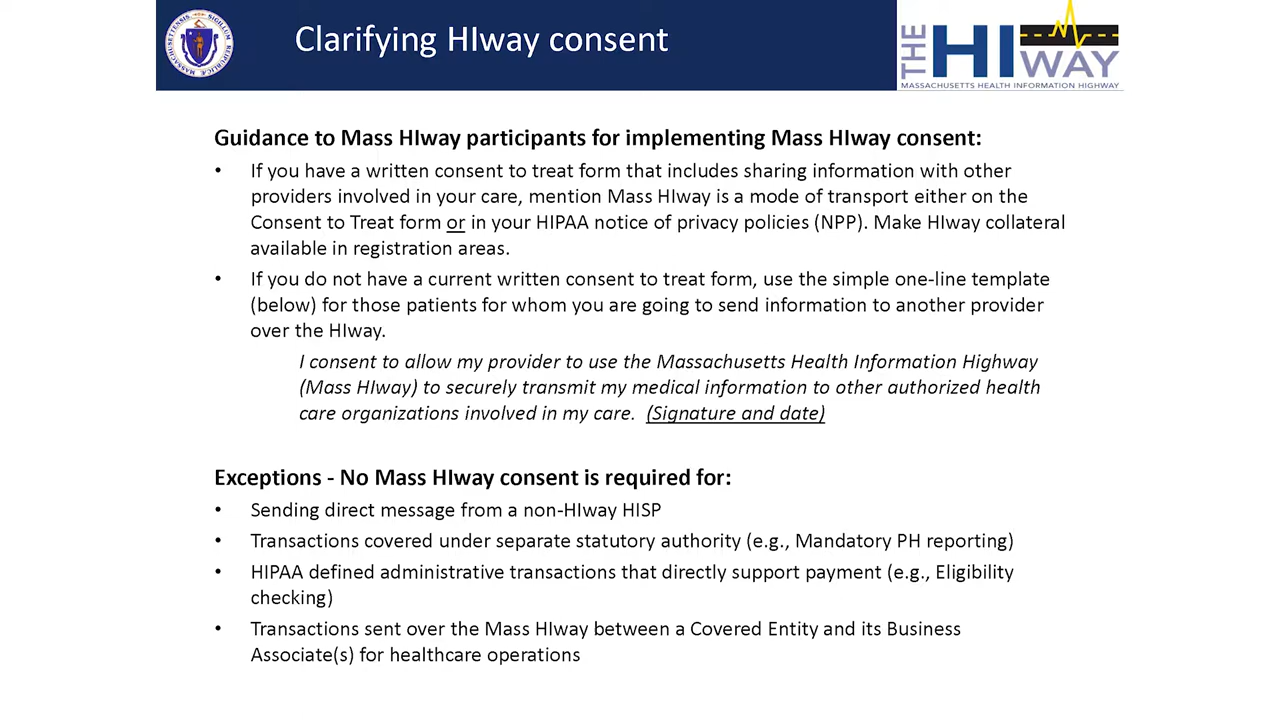 Clarifying HIway consent
THE HIWAY
MASSACHUSETTS HEALTH INFORMATION HIGHWAY
Guidance to Mass HIway participants for implementing Mass HIway consent:
• If you have a written consent to treat form that includes sharing information with other
providers involved in your care, mention Mass HIway is a mode of transport either on the
Consent to Treat form or in your HIPAA notice of privacy policies (NPP). Make HIway collateral
available in registration areas.
• If you do not have a current written consent to treat form, use the simple one-line template
(below) for those patients for whom you are going to send information to another provider
over the HIway.
I consent to allow my provider to use the Massachusetts Health Information Highway
(Mass HIway) to securely transmit my medical information to other authorized health
care organizations involved in my care. (Signature and date)
Exceptions - No Mass HIway consent is required for:
• Sending direct message from a non-HIway HISP
• Transactions covered under separate statutory authority (e.g., Mandatory PH reporting)
• HIPAA defined administrative transactions that directly support payment (e.g., Eligibility
checking)
• Transactions sent over the Mass HIway between a Covered Entity and its Business
Associate(s) for healthcare operations